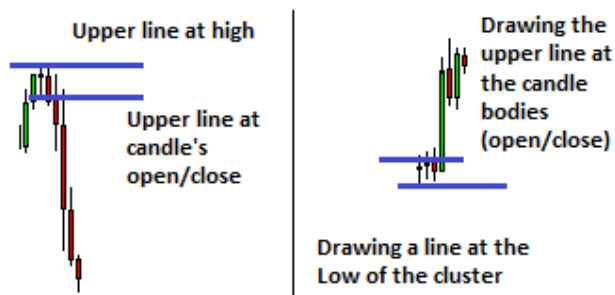 Upper line at high
Upper line at
candle's
open/close
Drawing the
upper line at
the candle
bodies
(open/close)
Drawing a line at the
Low of the cluster